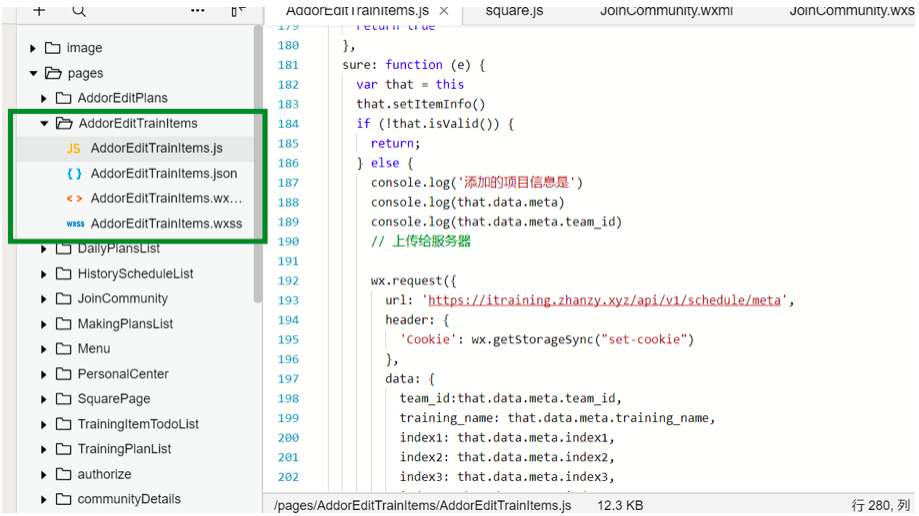 AddorEditTrainItems.js ×
square.js
JoinCommunity.wxml
JoinCommunity.wxs
image
pages
AddorEditPlans
AddorEditTrainItems
JS AddorEditTrainItems.js
{ } AddorEditTrainItems.json
< > AddorEditTrainItems.wx...
wxss AddorEditTrainItems.wxss
DailyPlansList
HistoryScheduleList
JoinCommunity
MakingPlansList
Menu
PersonalCenter
SquarePage
TrainingItemTodoList
TrainingPlanList
authorize
communityDetails
179 return true
180 },
181 sure: function (e) {
182 var that = this
183 that.setItemInfo()
184 if (!that.isValid()) {
185 return;
186 } else {
187 console.log('添加的项目信息是')
188 console.log(that.data.meta)
189 console.log(that.data.meta.team_id)
190 // 上传给服务器
191
192 wx.request({
193 url: 'https://itraining.zhanzy.xyz/api/v1/schedule/meta',
194 header: {
195 'Cookie': wx.getStorageSync("set-cookie")
196 },
197 data: {
198 team_id:that.data.meta.team_id,
199 training_name: that.data.meta.training_name,
200 index1: that.data.meta.index1,
201 index2: that.data.meta.index2,
202 index3: that.data.meta.index3,
/pages/AddorEditTrainItems/AddorEditTrainItems.js 12.3 KB 行 280, 列